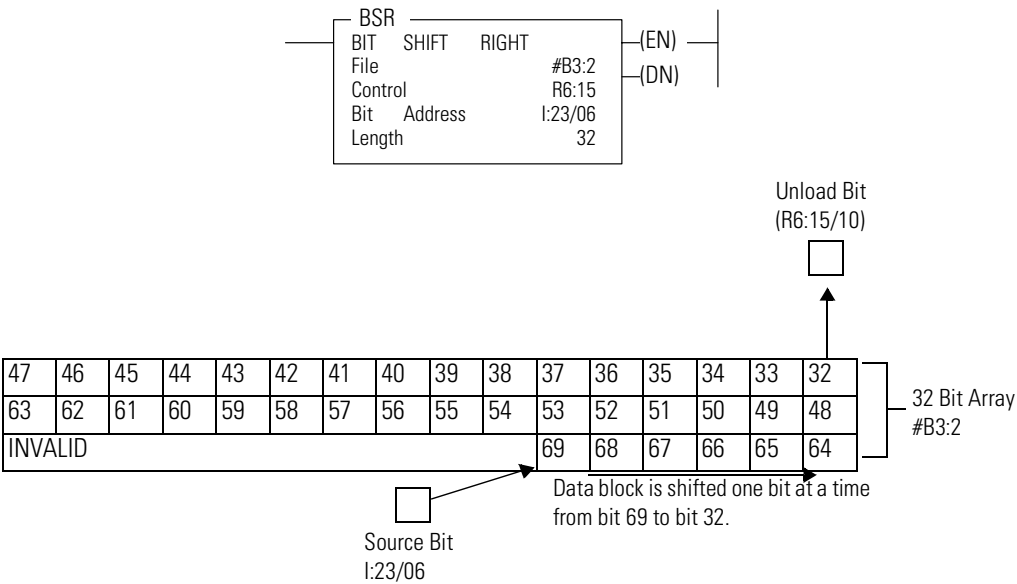 BSR
BIT SHIFT RIGHT
File #B3:2
Control R6:15
Bit Address I:23/06
Length 32
(EN)
(DN)
Unload Bit
(R6:15/10)
47 46 45 44 43 42 41 40 39 38 37 36 35 34 33 32
63 62 61 60 59 58 57 56 55 54 53 52 51 50 49 48
INVALID 69 68 67 66 65 64
32 Bit Array
#B3:2
Data block is shifted one bit at a time
from bit 69 to bit 32.
Source Bit
I:23/06